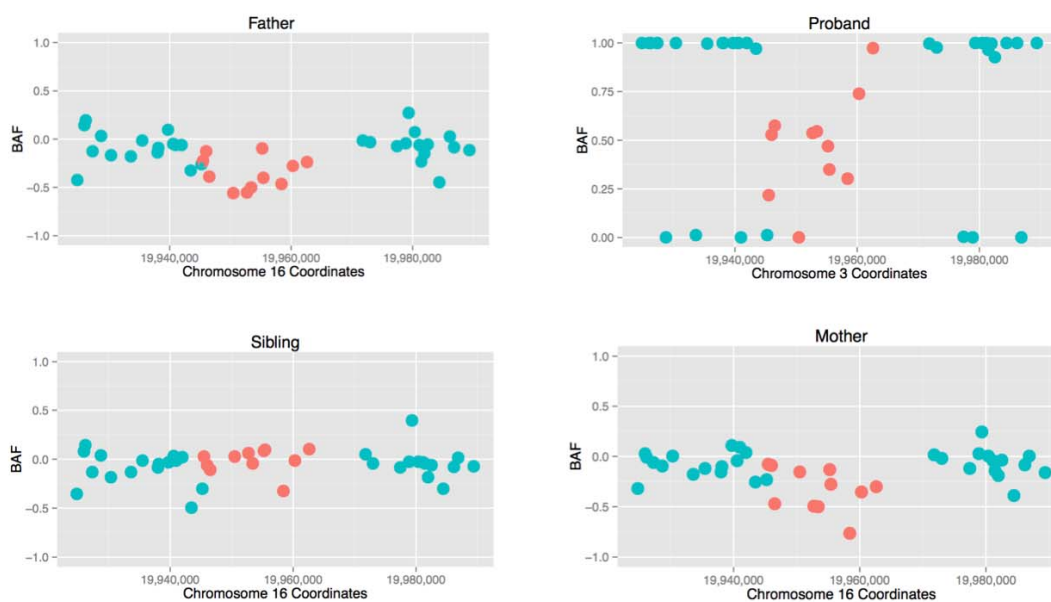 Father
1.0
0.5
0.0
−0.5
−1.0
BAF
19,940,000 19,960,000 19,980,000
Chromosome 16 Coordinates
Proband
1.00
0.75
0.50
0.25
0.00
BAF
19,940,000 19,960,000 19,980,000
Chromosome 3 Coordinates
Sibling
1.0
0.5
0.0
−0.5
−1.0
BAF
19,940,000 19,960,000 19,980,000
Chromosome 16 Coordinates
Mother
1.0
0.5
0.0
−0.5
−1.0
BAF
19,940,000 19,960,000 19,980,000
Chromosome 16 Coordinates